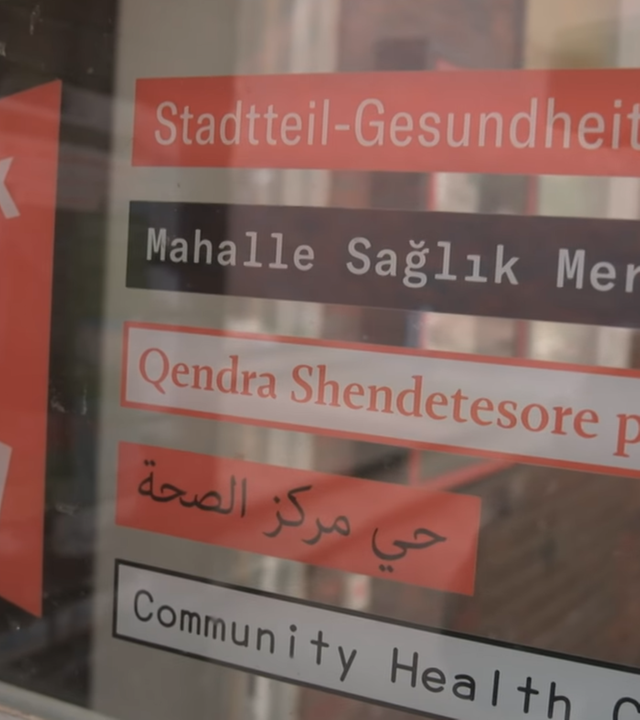 Stadtteil-Gesundheit
Mahalle Sağlık Mer
Qendra Shendetesore p
حي مركز الصحة
Community Health